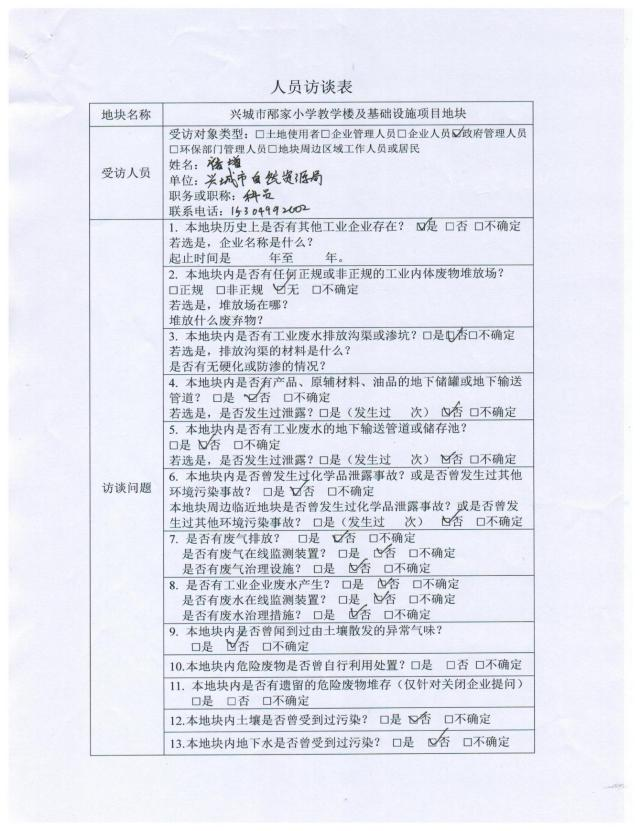 人员访谈表
地块名称 兴城市邴家小学教学楼及基础设施项目地块
受访人员
受访对象类型：□土地使用者□企业管理人员□企业人员☑政府管理人员
□环保部门管理人员□地块周边区域工作人员或居民
姓名：
单位：兴城市自然资源局
职务或职称：科员
联系电话：15304992002
访谈问题
1. 本地块历史上是否有其他工业企业存在？ ☑是 □否 □不确定
若选是，企业名称是什么？
起止时间是 年至 年。
2. 本地块内是否有任何正规或非正规的工业内体废物堆放场？
□正规 □非正规 ☑无 □不确定
若选是，堆放场在哪？
堆放什么废弃物？
3. 本地块内是否有工业废水排放沟渠或渗坑？□是☑否□不确定
若选是，排放沟渠的材料是什么？
是否有无硬化或防渗的情况？
4. 本地块内是否有产品、原辅材料、油品的地下储罐或地下输送
管道？ □是 ☑否 □不确定
若选是，是否发生过泄露？□是（发生过 次） ☑否 □不确定
5. 本地块内是否有工业废水的地下输送管道或储存池？
□是 ☑否 □不确定
若选是，是否发生过泄露？□是（发生过 次） ☑否 □不确定
6. 本地块内是否曾发生过化学品泄露事故？或是否曾发生过其他
环境污染事故？ □是 ☑否 □不确定
本地块周边临近地块是否曾发生过化学品泄露事故？或是否曾发
生过其他环境污染事故？ □是（发生过 次） ☑否 □不确定
7. 是否有废气排放？ □是 ☑否 □不确定
是否有废气在线监测装置？ □是 ☑否 □不确定
是否有废气治理设施？ □是 ☑否 □不确定
8. 是否有工业企业废水产生？ □是 ☑否 □不确定
是否有废水在线监测装置？ □是 ☑否 □不确定
是否有废水治理措施？ □是 ☑否 □不确定
9. 本地块内是否曾闻到过由土壤散发的异常气味？
□是 ☑否 □不确定
10.本地块内危险废物是否曾自行利用处置？□是 □否 □不确定
11. 本地块内是否有遗留的危险废物堆存（仅针对关闭企业提问）
□是 □否 □不确定
12.本地块内土壤是否曾受到过污染？ □是 ☑否 □不确定
13.本地块内地下水是否曾受到过污染？ □是 ☑否 □不确定